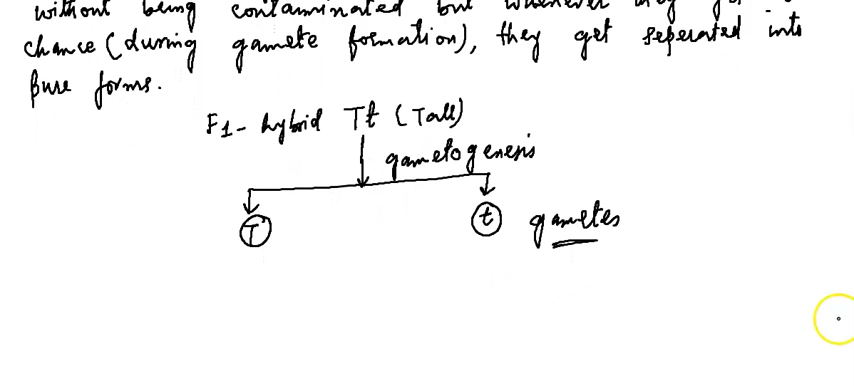 without being contaminated but whenever they
chance (during gamete formation), they get seperated into
pure forms.
F1- hybrid Tt (Tall)
gametogenesis
T t gametes